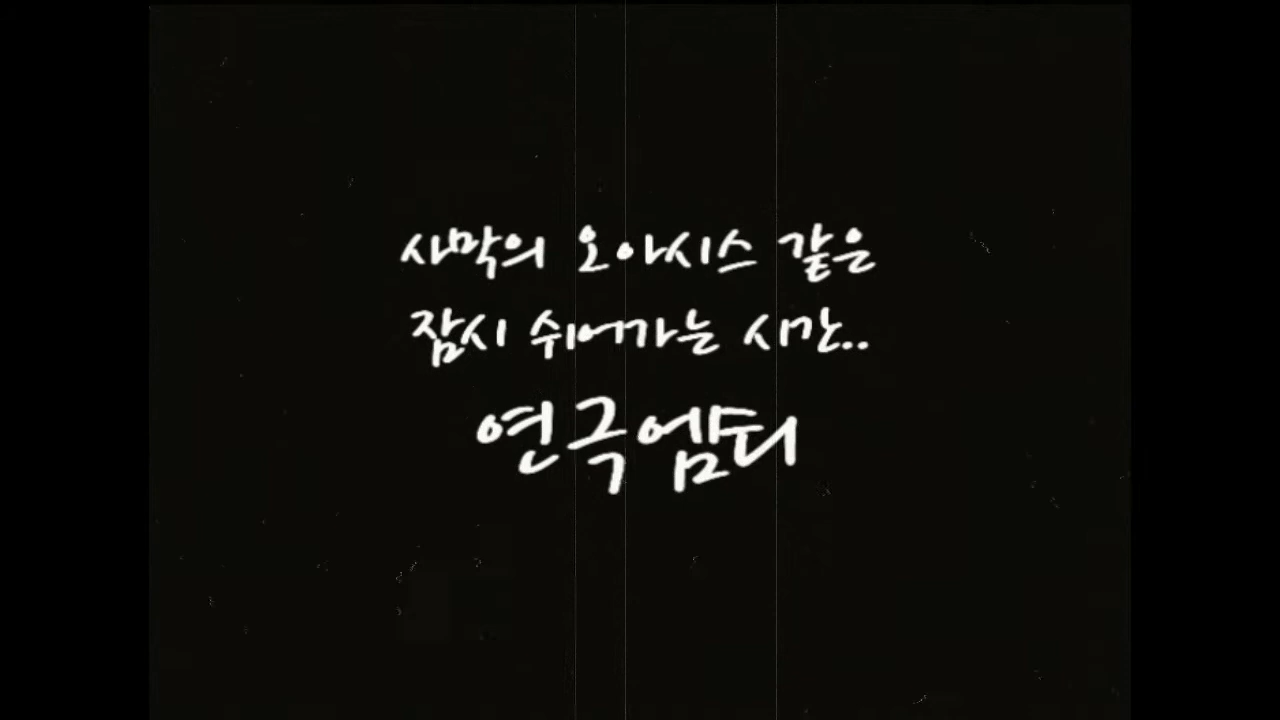 사막의 오아시스 같은
잠시 쉬어가는 시간..
연극엠티